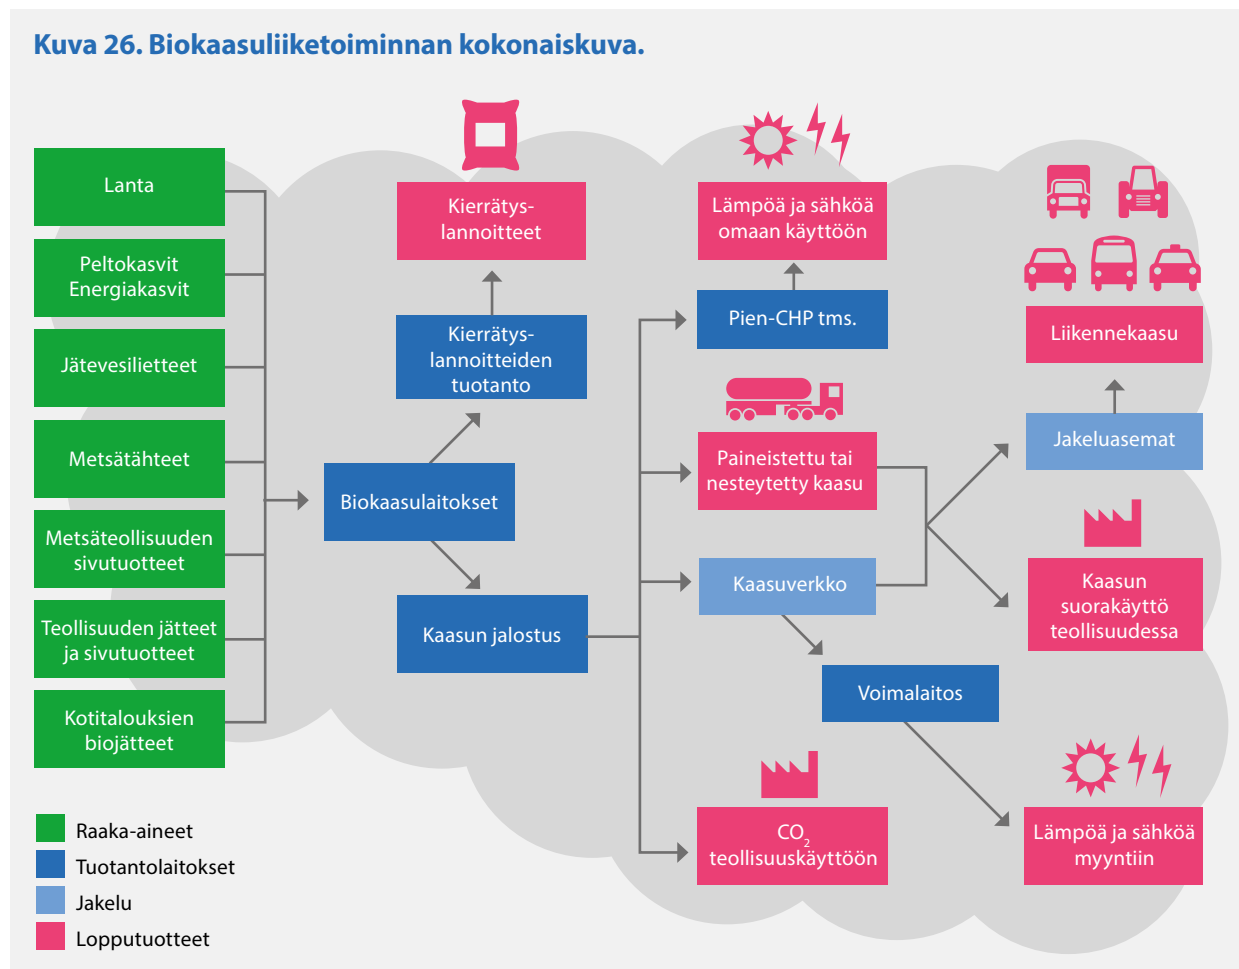 Kuva 26. Biokaasuliiketoiminnan kokonaiskuva.
Lanta
Peltokasvit
Energiakasvit
Jätevesilietteet
Metsätähteet
Metsäteollisuuden
sivutuotteet
Teollisuuden jätteet
ja sivutuotteet
Kotitalouksien
biojätteet
Biokaasulaitokset
Kierrätys-
lannoitteet
Kierrätys-
lannoitteiden
tuotanto
Kaasun jalostus
Lämpöä ja sähköä
omaan käyttöön
Pien-CHP tms.
Paineistettu tai
nesteytetty kaasu
Kaasuverkko
Voimalaitos
CO2
teollisuuskäyttöön
Liikennekaasu
Jakeluasemat
Kaasun
suorakäyttö
teollisuudessa
Lämpöä ja sähköä
myyntiin
Raaka-aineet
Tuotantolaitokset
Jakelu
Lopputuotteet